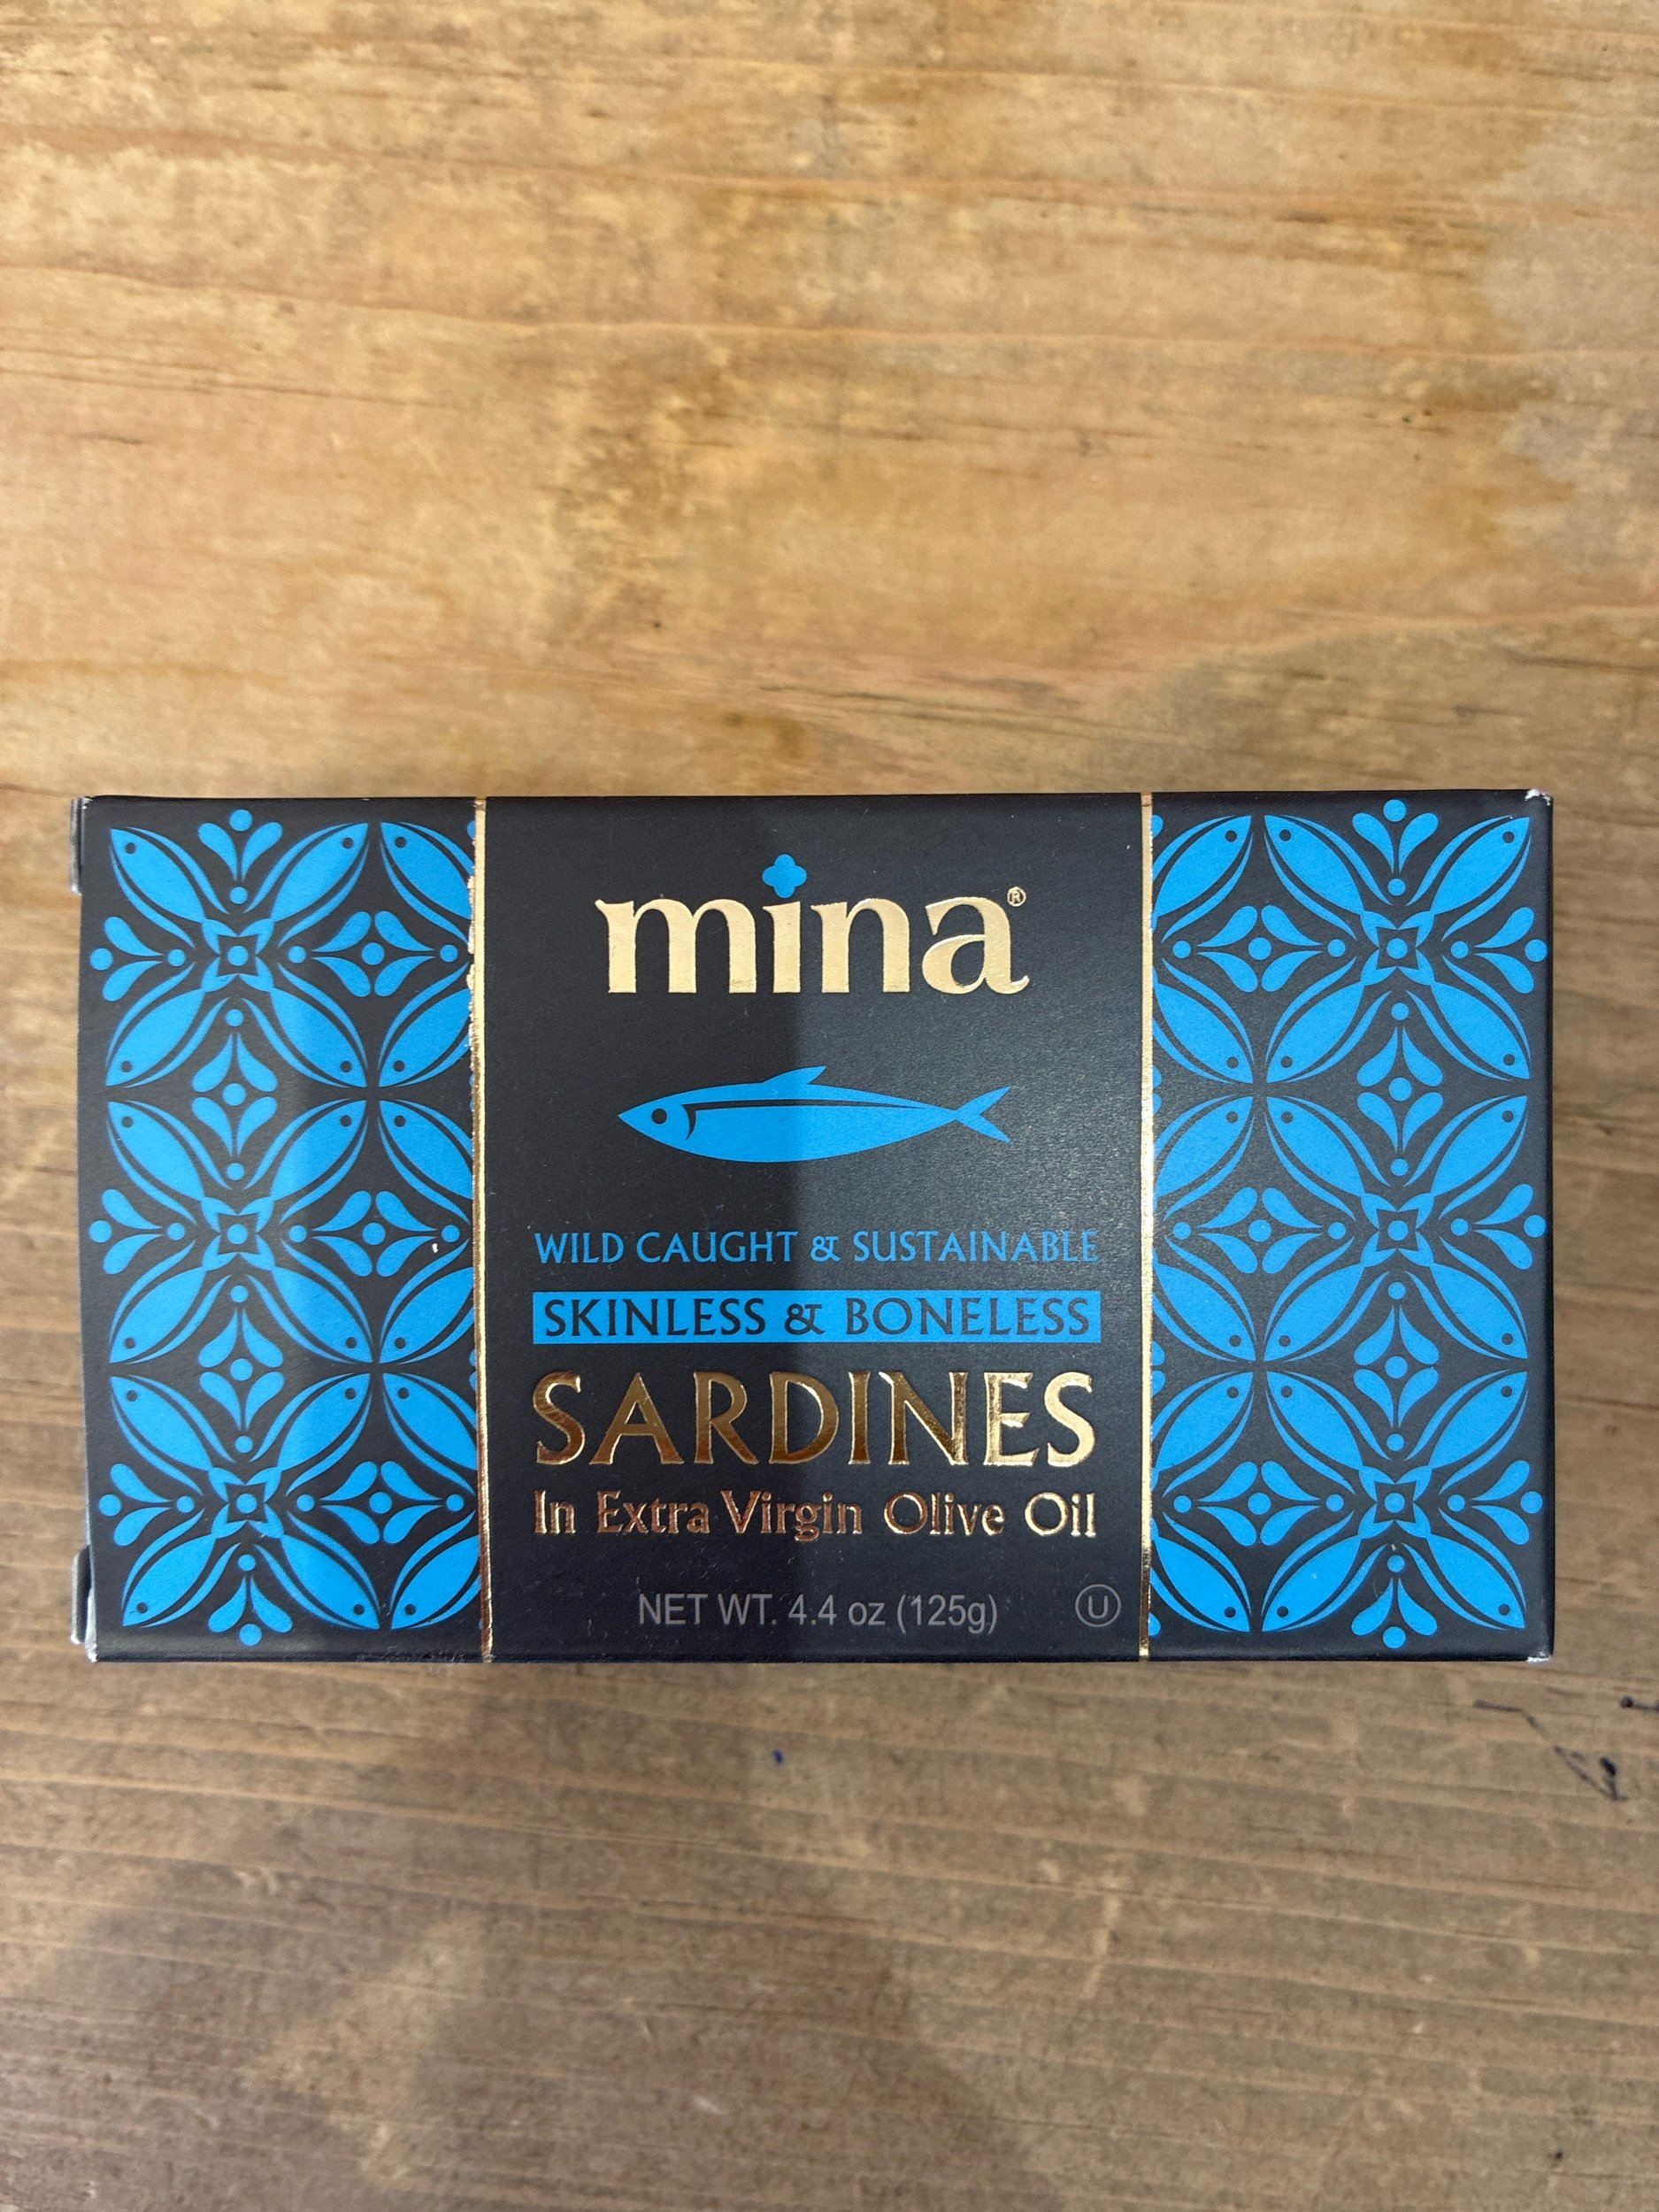 mina®
WILD CAUGHT & SUSTAINABLE
SKINLESS & BONELESS
SARDINES
In Extra Virgin Olive Oil
NET WT. 4.4 oz (125g) Ⓤ